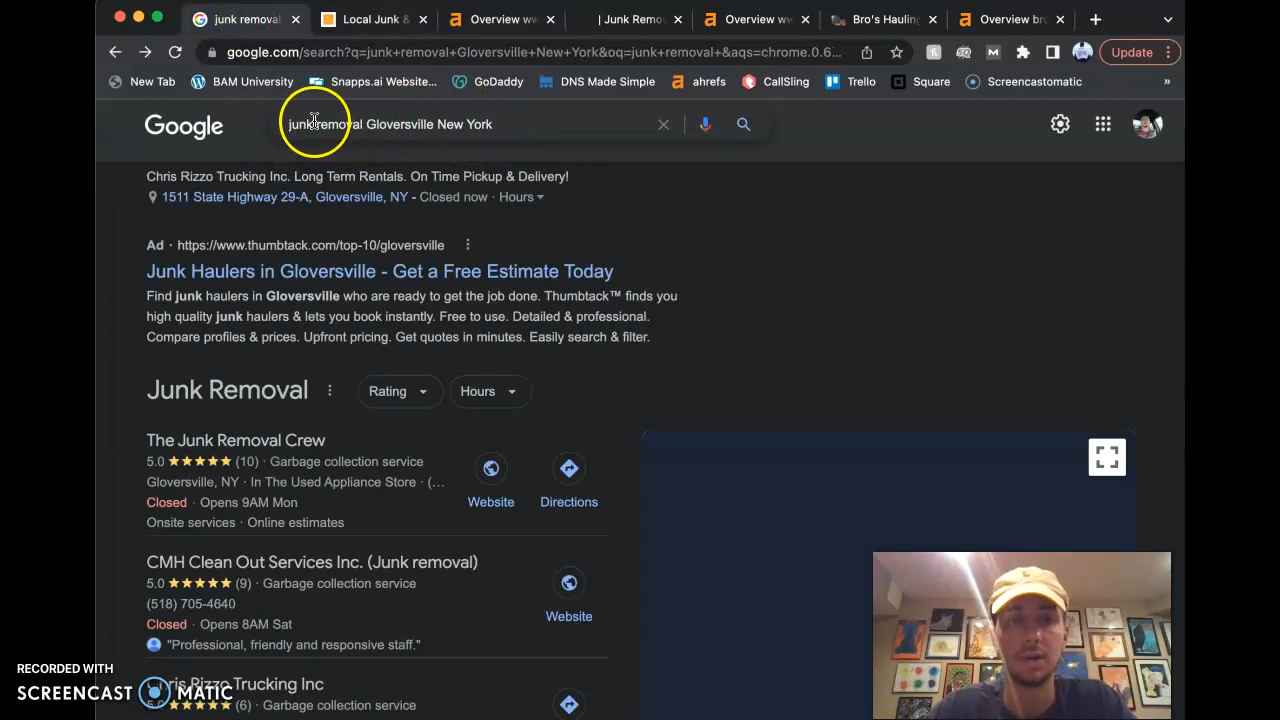 junk removal
Local Junk &
Overview ww
| Junk Remo
Overview ww
Bro's Hauling
Overview bro
google.com/search?q=junk+removal+Gloversville+New+York&oq=junk+removal+&aqs=chrome.0.6...
Update
New Tab
BAM University
Snapps.ai Website...
GoDaddy
DNS Made Simple
ahrefs
CallSling
Trello
Square
Screencastomatic
»
Google
junk removal Gloversville New York
Chris Rizzo Trucking Inc. Long Term Rentals. On Time Pickup & Delivery!
1511 State Highway 29-A, Gloversville, NY - Closed now · Hours
Ad · https://www.thumbtack.com/top-10/gloversville
Junk Haulers in Gloversville - Get a Free Estimate Today
Find junk haulers in Gloversville who are ready to get the job done. Thumbtack™ finds you
high quality junk haulers & lets you book instantly. Free to use. Detailed & professional.
Compare profiles & prices. Upfront pricing. Get quotes in minutes. Easily search & filter.
Junk Removal
Rating
Hours
The Junk Removal Crew
5.0 ★★★★★ (10) · Garbage collection service
Gloversville, NY · In The Used Appliance Store · (...
Closed · Opens 9AM Mon
Onsite services · Online estimates
Website
Directions
CMH Clean Out Services Inc. (Junk removal)
5.0 ★★★★★ (9) · Garbage collection service
(518) 705-4640
Closed · Opens 8AM Sat
"Professional, friendly and responsive staff."
Website
Chris Rizzo Trucking Inc
5.0 ★★★★★ (6) · Garbage collection service
RECORDED WITH
SCREENCAST MATIC